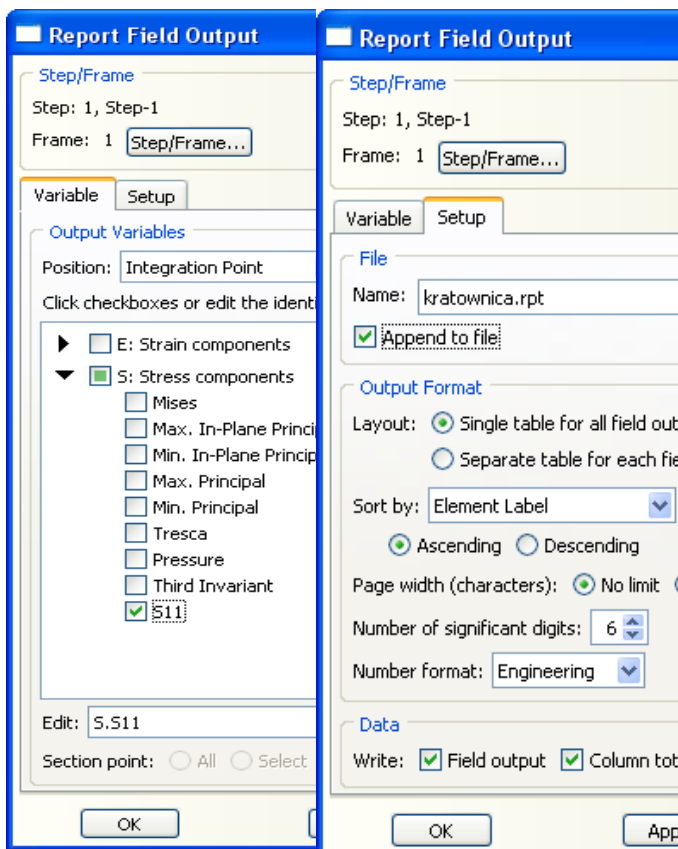 Report Field Output
Step/Frame
Step: 1, Step-1
Frame: 1 Step/Frame...
Variable Setup
Output Variables
Position: Integration Point
Click checkboxes or edit the identi
E: Strain components
S: Stress components
Mises
Max. In-Plane Princi
Min. In-Plane Princip
Max. Principal
Min. Principal
Tresca
Pressure
Third Invariant
S11
Edit: S.S11
Section point: All Select
OK
Report Field Output
Step/Frame
Step: 1, Step-1
Frame: 1 Step/Frame...
Variable Setup
File
Name: kratownica.rpt
Append to file
Output Format
Layout: Single table for all field out
Separate table for each fie
Sort by: Element Label
Ascending Descending
Page width (characters): No limit
Number of significant digits: 6
Number format: Engineering
Data
Write: Field output Column tot
OK App